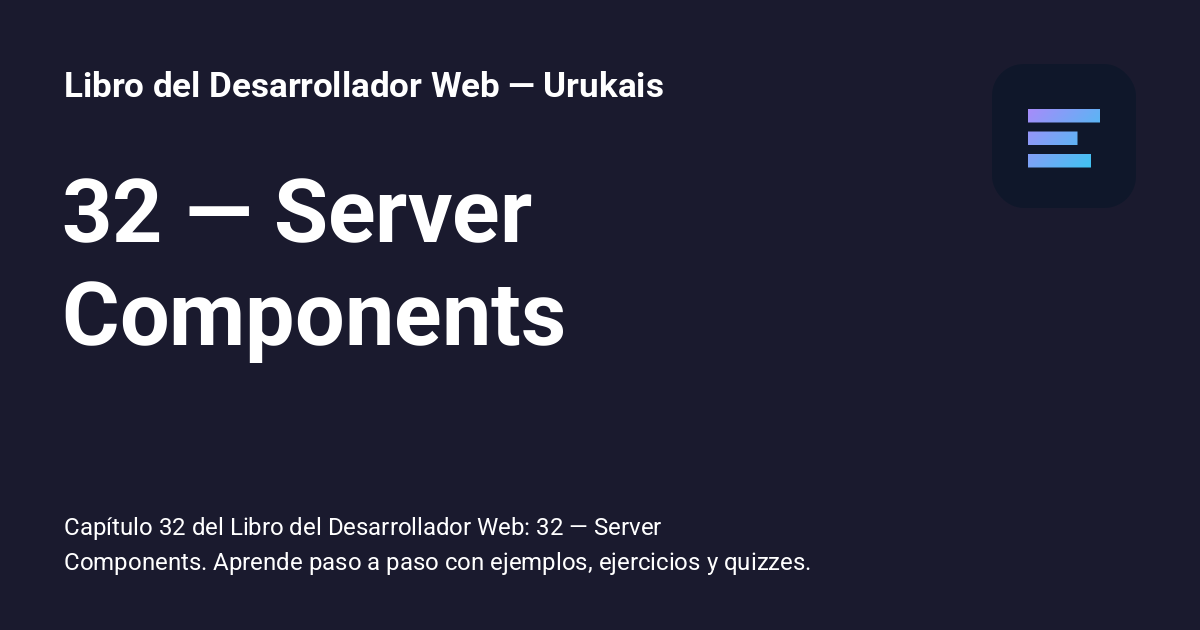 Libro del Desarrollador Web — Urukais
32 — Server
Components
Capítulo 32 del Libro del Desarrollador Web: 32 — Server
Components. Aprende paso a paso con ejemplos, ejercicios y quizzes.